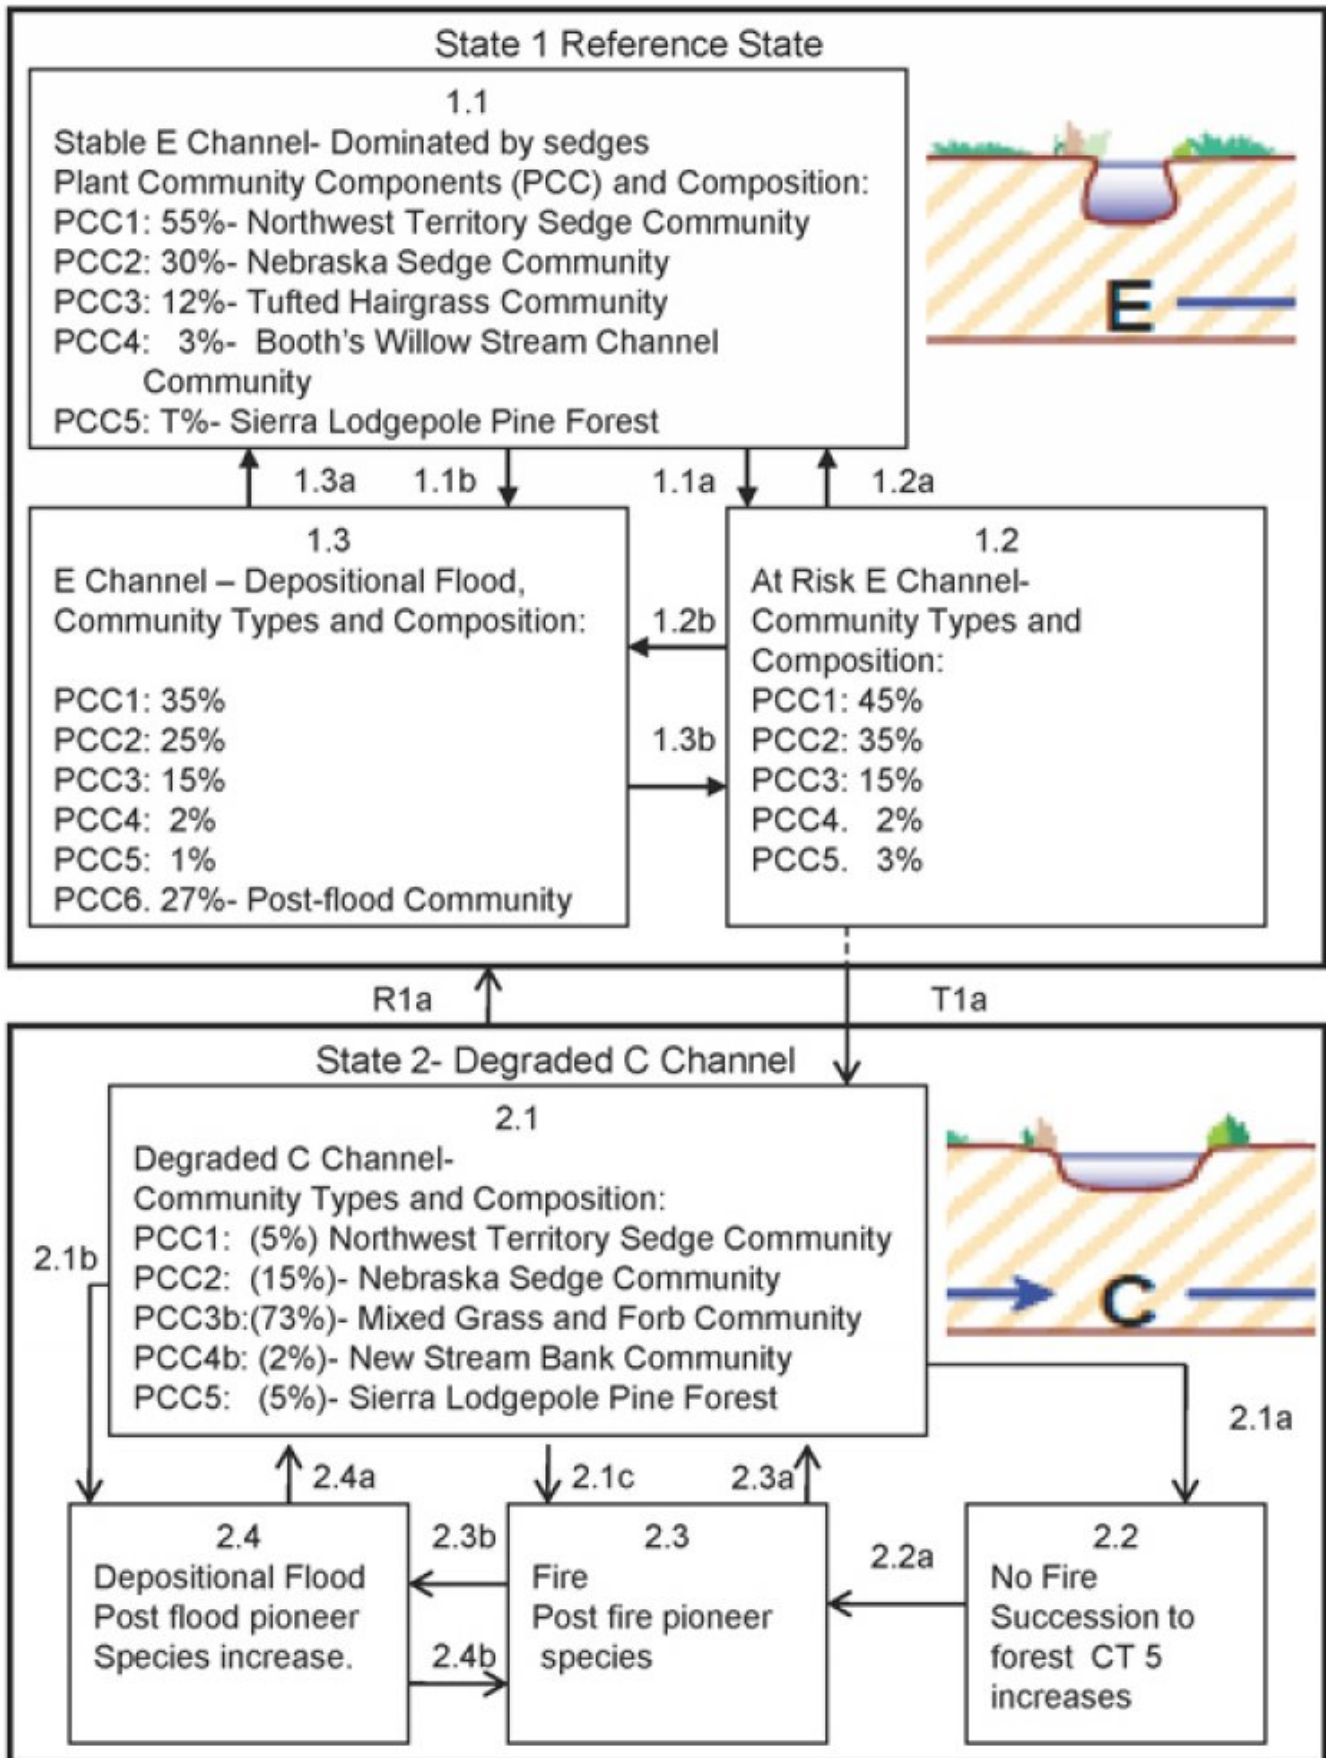 State 1 Reference State
1.1
Stable E Channel- Dominated by sedges
Plant Community Components (PCC) and Composition:
PCC1: 55%- Northwest Territory Sedge Community
PCC2: 30%- Nebraska Sedge Community
PCC3: 12%- Tufted Hairgrass Community
PCC4: 3%- Booth's Willow Stream Channel
Community
PCC5: T%- Sierra Lodgepole Pine Forest
E
1.3a
1.1b
1.1a
1.2a
1.3
E Channel – Depositional Flood,
Community Types and Composition:
PCC1: 35%
PCC2: 25%
PCC3: 15%
PCC4: 2%
PCC5: 1%
PCC6. 27%- Post-flood Community
1.2b
1.3b
1.2
At Risk E Channel-
Community Types and
Composition:
PCC1: 45%
PCC2: 35%
PCC3: 15%
PCC4. 2%
PCC5. 3%
R1a
T1a
State 2- Degraded C Channel
2.1
Degraded C Channel-
Community Types and Composition:
PCC1: (5%) Northwest Territory Sedge Community
PCC2: (15%)- Nebraska Sedge Community
PCC3b:(73%)- Mixed Grass and Forb Community
PCC4b: (2%)- New Stream Bank Community
PCC5: (5%)- Sierra Lodgepole Pine Forest
C
2.1b
2.1a
2.4a
2.1c
2.3a
2.4
Depositional Flood
Post flood pioneer
Species increase.
2.3b
2.4b
2.3
Fire
Post fire pioneer
species
2.2a
2.2
No Fire
Succession to
forest CT 5
increases